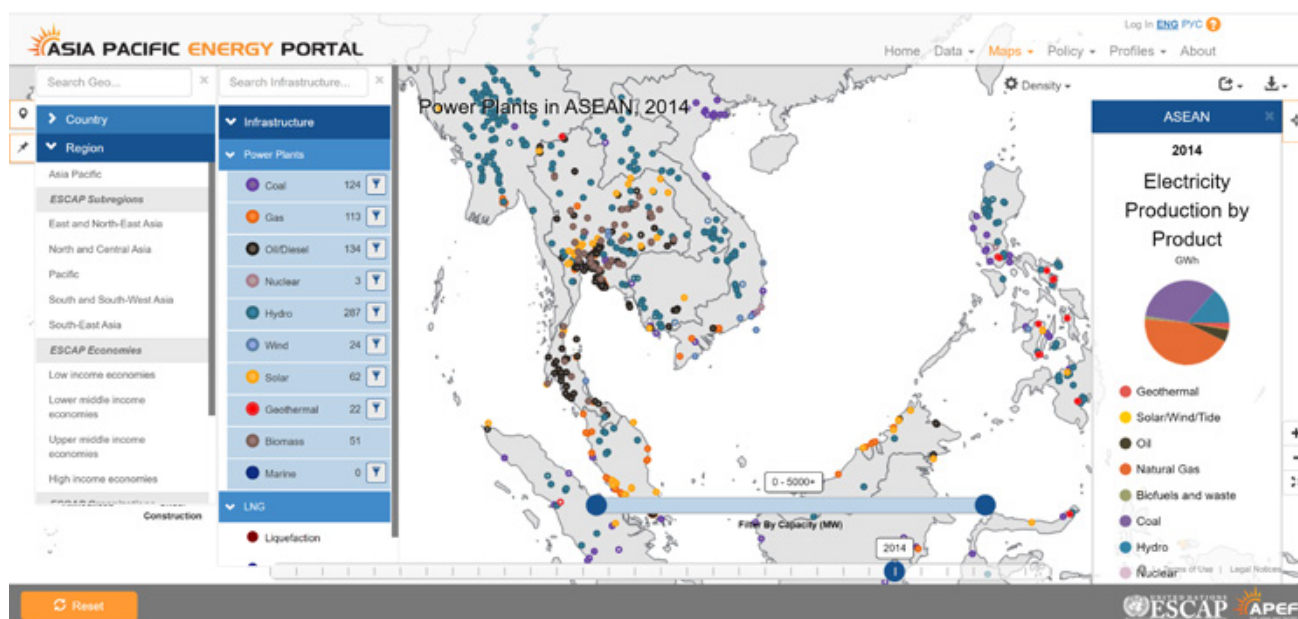 Log In ENG РУС ?
ASIA PACIFIC ENERGY PORTAL
Home Data Maps Policy Profiles About
Search Geo... ×
Search Infrastructure... ×
Density
Power Plants in ASEAN, 2014
Country
Region
Asia Pacific
ESCAP Subregions
East and North-East Asia
North and Central Asia
Pacific
South and South-West Asia
South-East Asia
ESCAP Economies
Low income economies
Lower middle income
economies
Upper middle income
economies
High income economies
Construction
Infrastructure
Power Plants
Coal 124
Gas 113
Oil/Diesel 134
Nuclear 3
Hydro 287
Wind 24
Solar 62
Geothermal 22
Biomass 51
Marine 0
LNG
Liquefaction
0 - 5000+
Filter By Capacity (MW)
2014
ASEAN ×
2014
Electricity
Production by
Product
GWh
Geothermal
Solar/Wind/Tide
Oil
Natural Gas
Biofuels and waste
Coal
Hydro
Nuclear
Terms of Use | Legal Notices
Reset
UNITED NATIONS
ESCAP
APEF